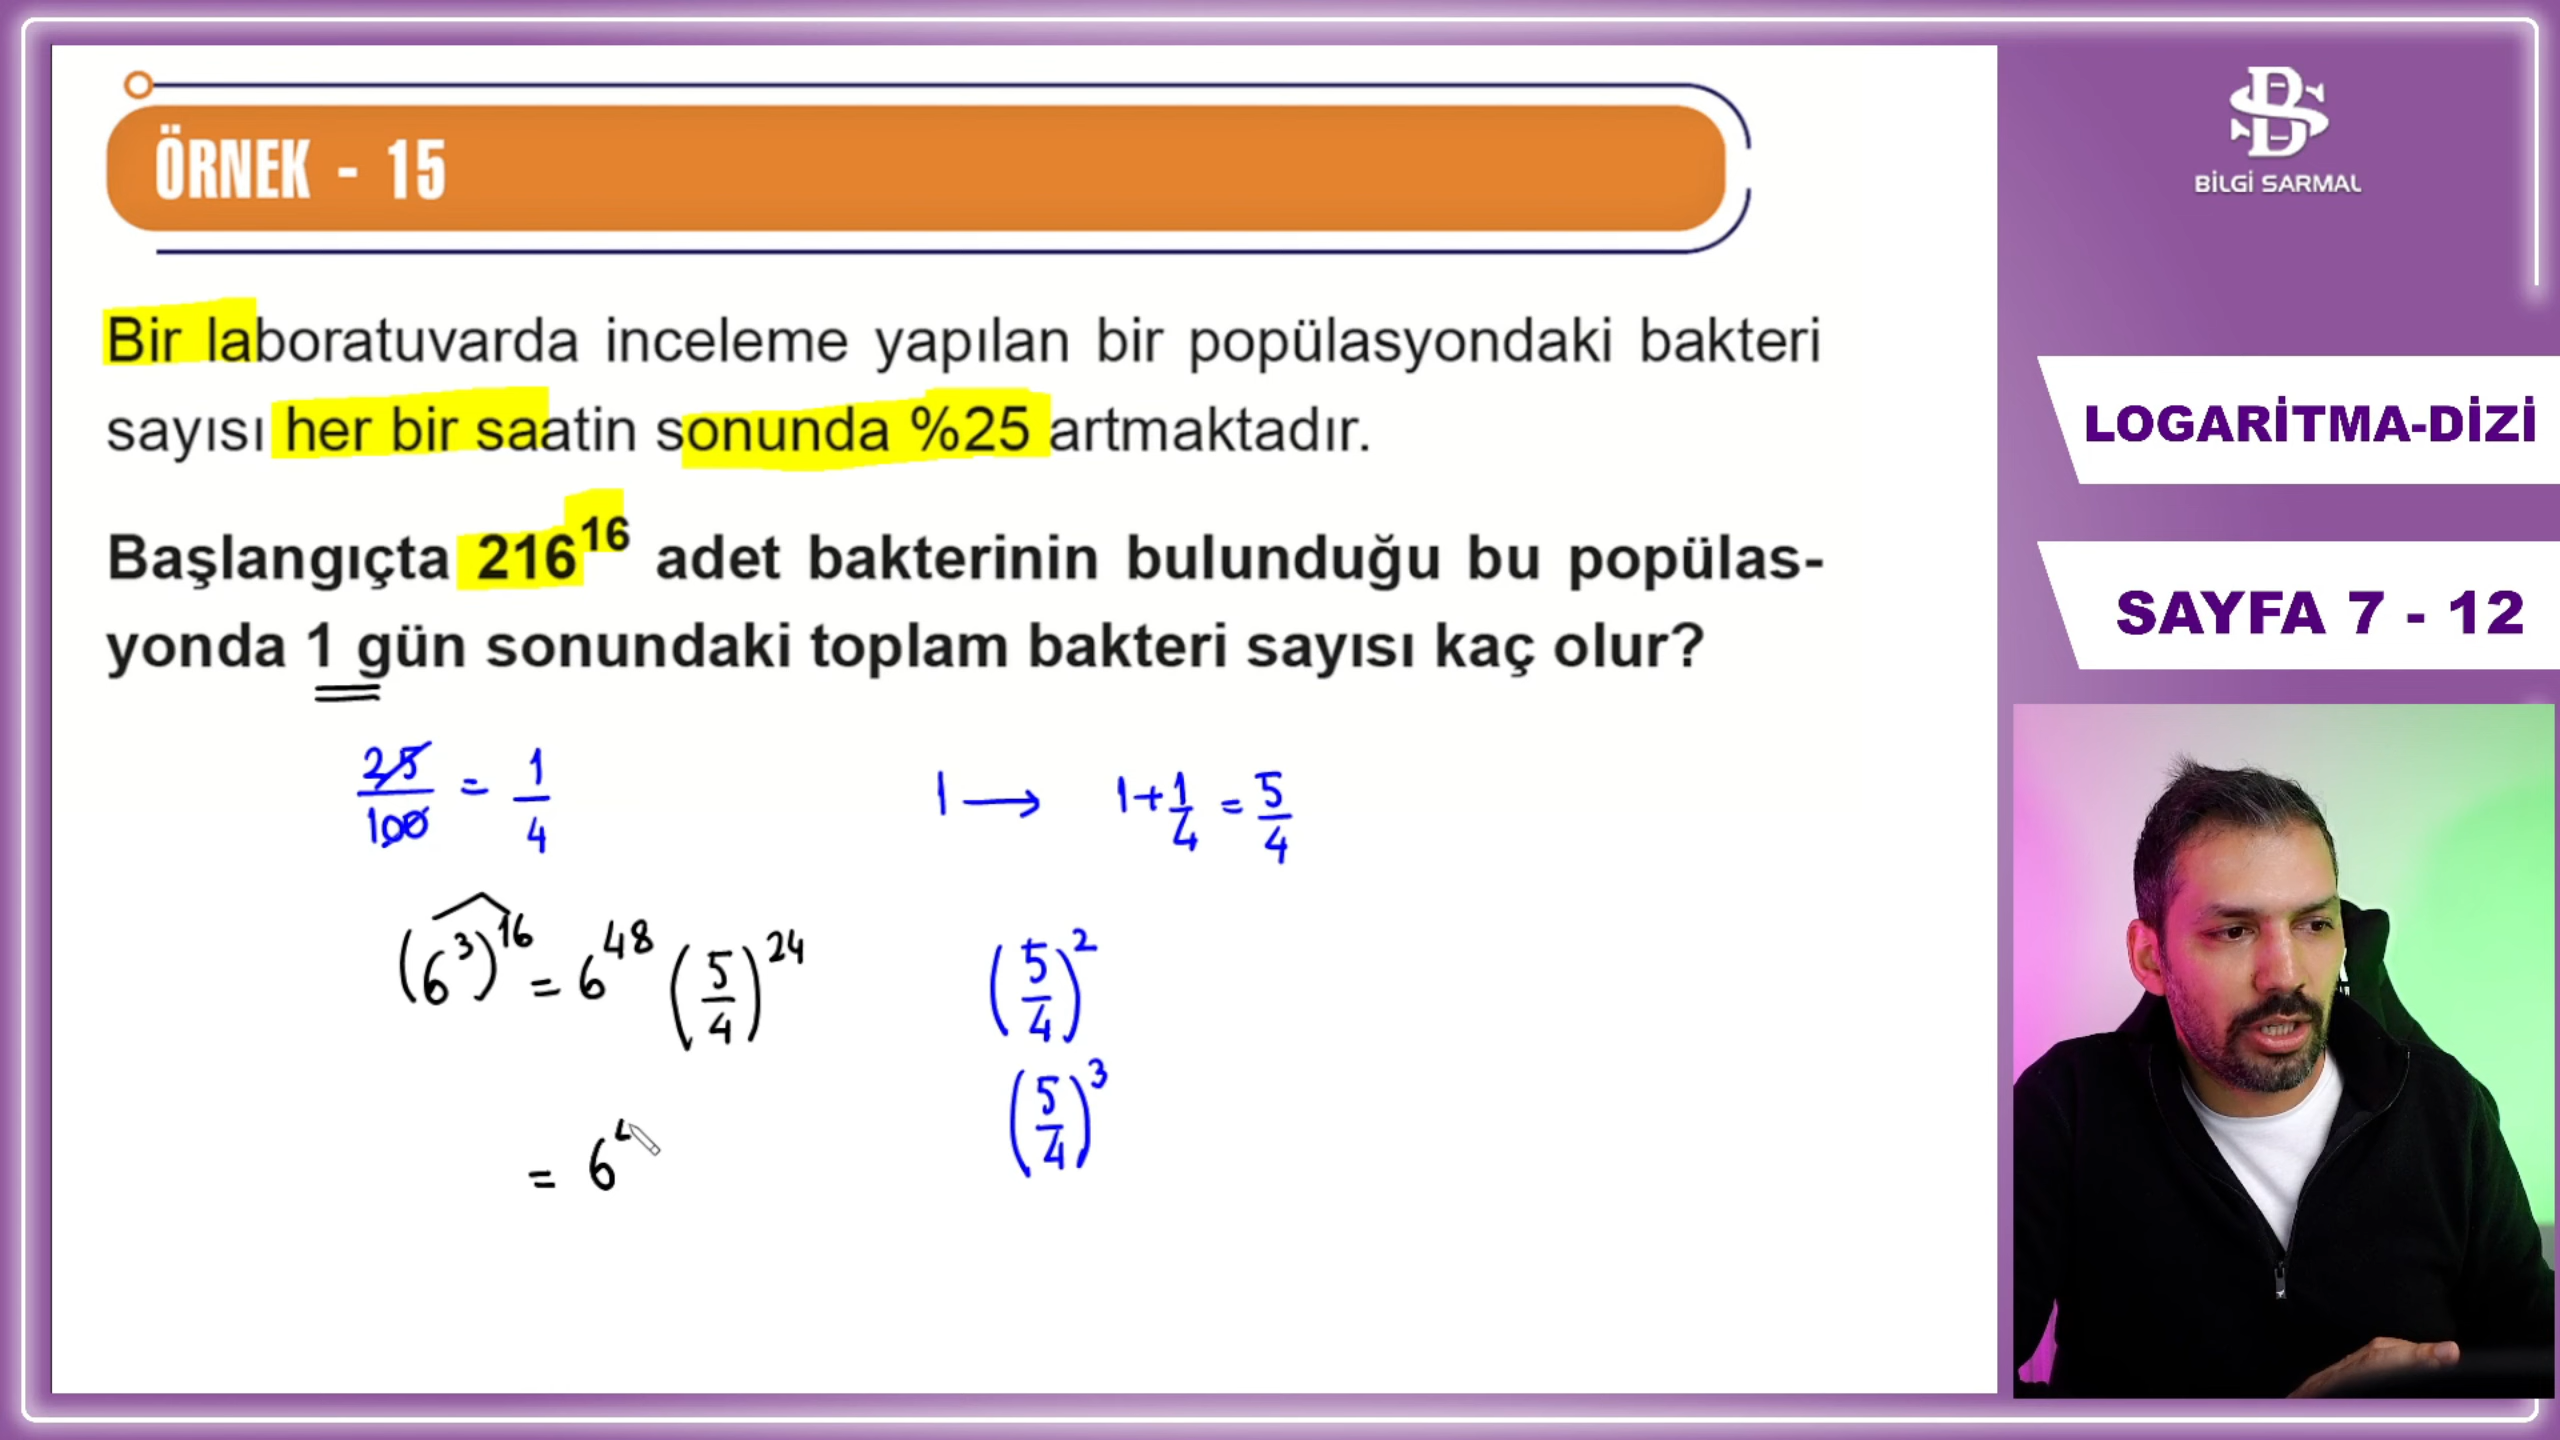 ÖRNEK - 15
BİLGİ SARMAL
Bir laboratuvarda inceleme yapılan bir popülasyondaki bakteri
sayısı her bir saatin sonunda %25 artmaktadır.
Başlangıçta 216^16 adet bakterinin bulunduğu bu popülas-
yonda 1 gün sonundaki toplam bakteri sayısı kaç olur?
LOGARİTMA-DİZİ
SAYFA 7 - 12
25/100 = 1/4
1 → 1+1/4 = 5/4
(6^3)^16 = 6^48 (5/4)^24
(5/4)^2
(5/4)^3
= 6^4